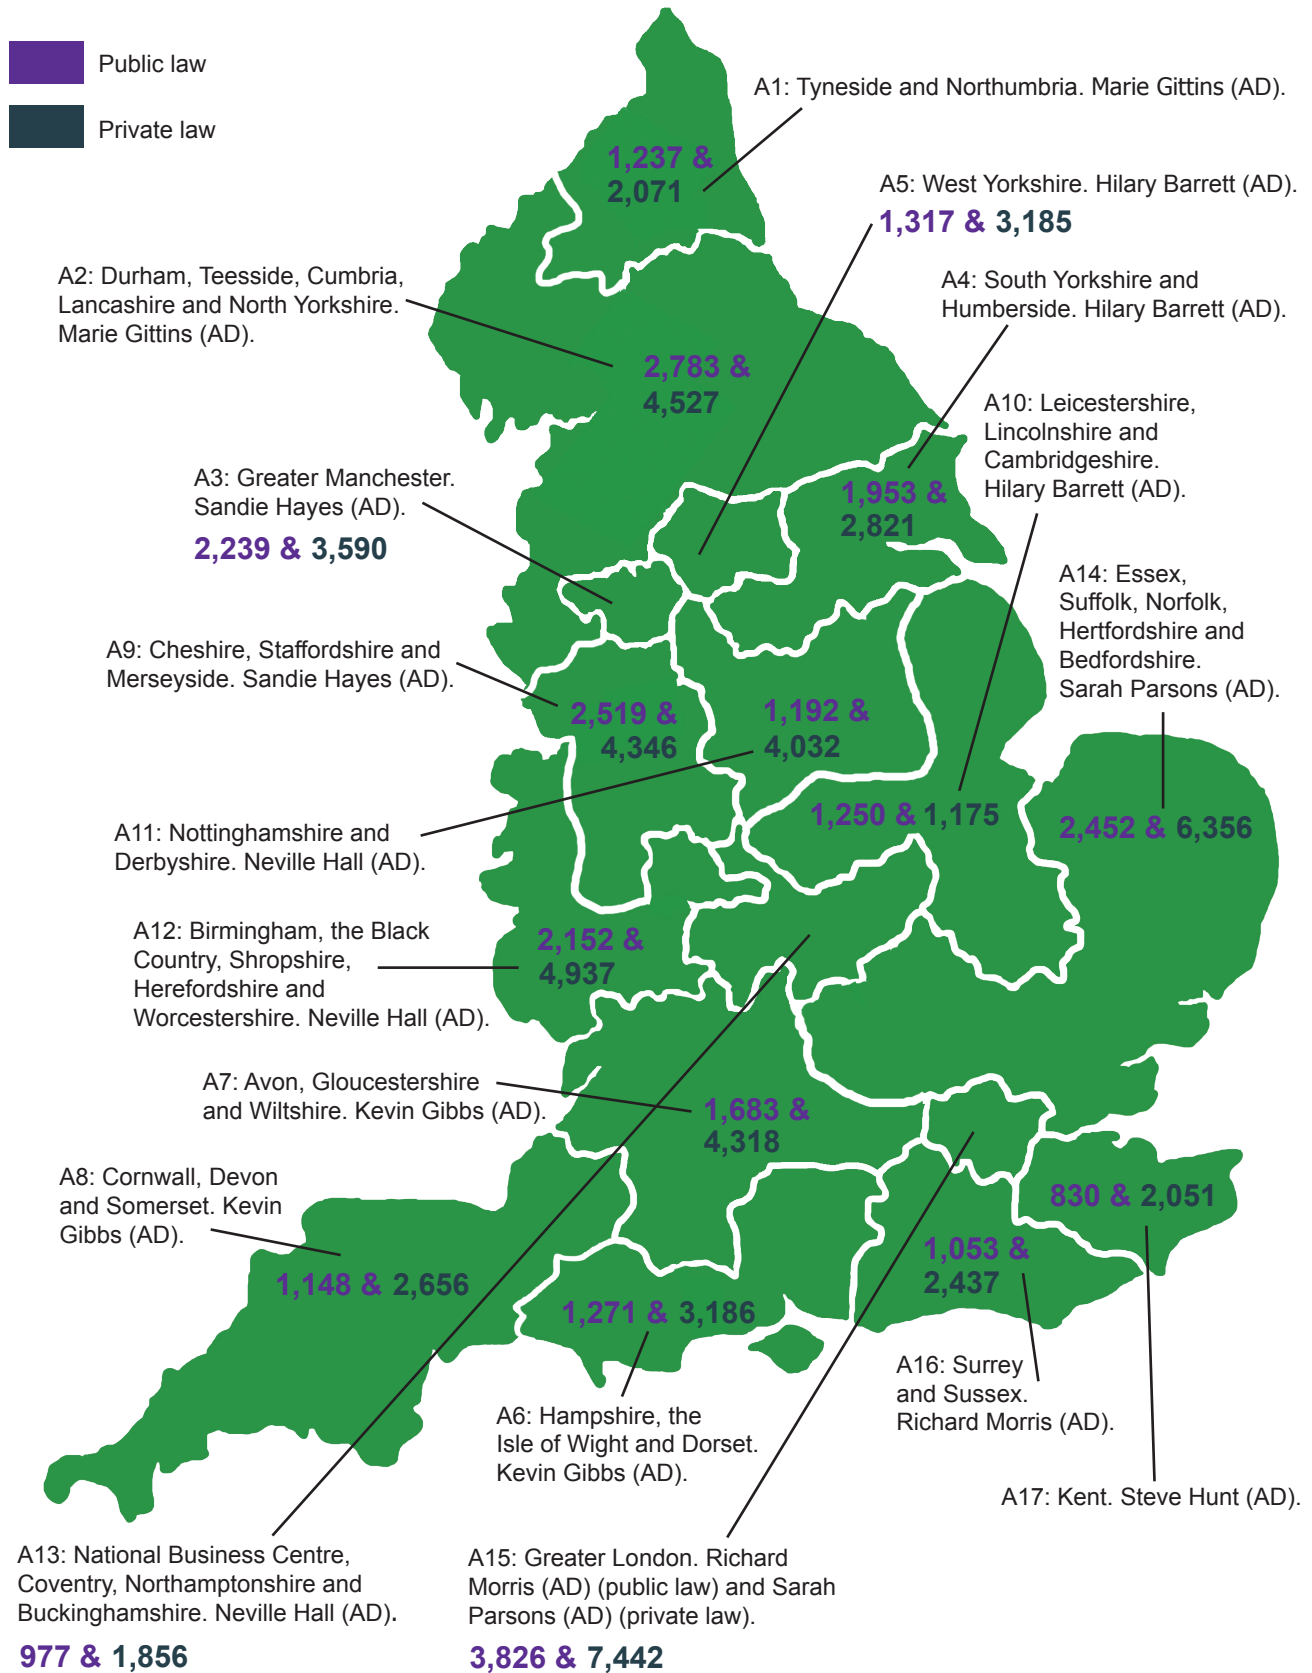 Public law
Private law
A1: Tyneside and Northumbria. Marie Gittins (AD).
1,237 &
2,071
A5: West Yorkshire. Hilary Barrett (AD).
1,317 & 3,185
A2: Durham, Teesside, Cumbria,
Lancashire and North Yorkshire.
Marie Gittins (AD).
A4: South Yorkshire and
Humberside. Hilary Barrett (AD).
2,783 &
4,527
A10: Leicestershire,
Lincolnshire and
Cambridgeshire.
Hilary Barrett (AD).
A3: Greater Manchester.
Sandie Hayes (AD).
2,239 & 3,590
1,953 &
2,821
A14: Essex,
Suffolk, Norfolk,
Hertfordshire and
Bedfordshire.
Sarah Parsons (AD).
A9: Cheshire, Staffordshire and
Merseyside. Sandie Hayes (AD).
2,519 &
4,346
1,192 &
4,032
1,250 & 1,175
2,452 & 6,356
A11: Nottinghamshire and
Derbyshire. Neville Hall (AD).
A12: Birmingham, the Black
Country, Shropshire,
Herefordshire and
Worcestershire. Neville Hall (AD).
2,152 &
4,937
A7: Avon, Gloucestershire
and Wiltshire. Kevin Gibbs (AD).
1,683 &
4,318
A8: Cornwall, Devon
and Somerset. Kevin
Gibbs (AD).
830 & 2,051
1,053 &
2,437
1,148 & 2,656
1,271 & 3,186
A16: Surrey
and Sussex.
Richard Morris (AD).
A6: Hampshire, the
Isle of Wight and Dorset.
Kevin Gibbs (AD).
A17: Kent. Steve Hunt (AD).
A13: National Business Centre,
Coventry, Northamptonshire and
Buckinghamshire. Neville Hall (AD).
977 & 1,856
A15: Greater London. Richard
Morris (AD) (public law) and Sarah
Parsons (AD) (private law).
3,826 & 7,442